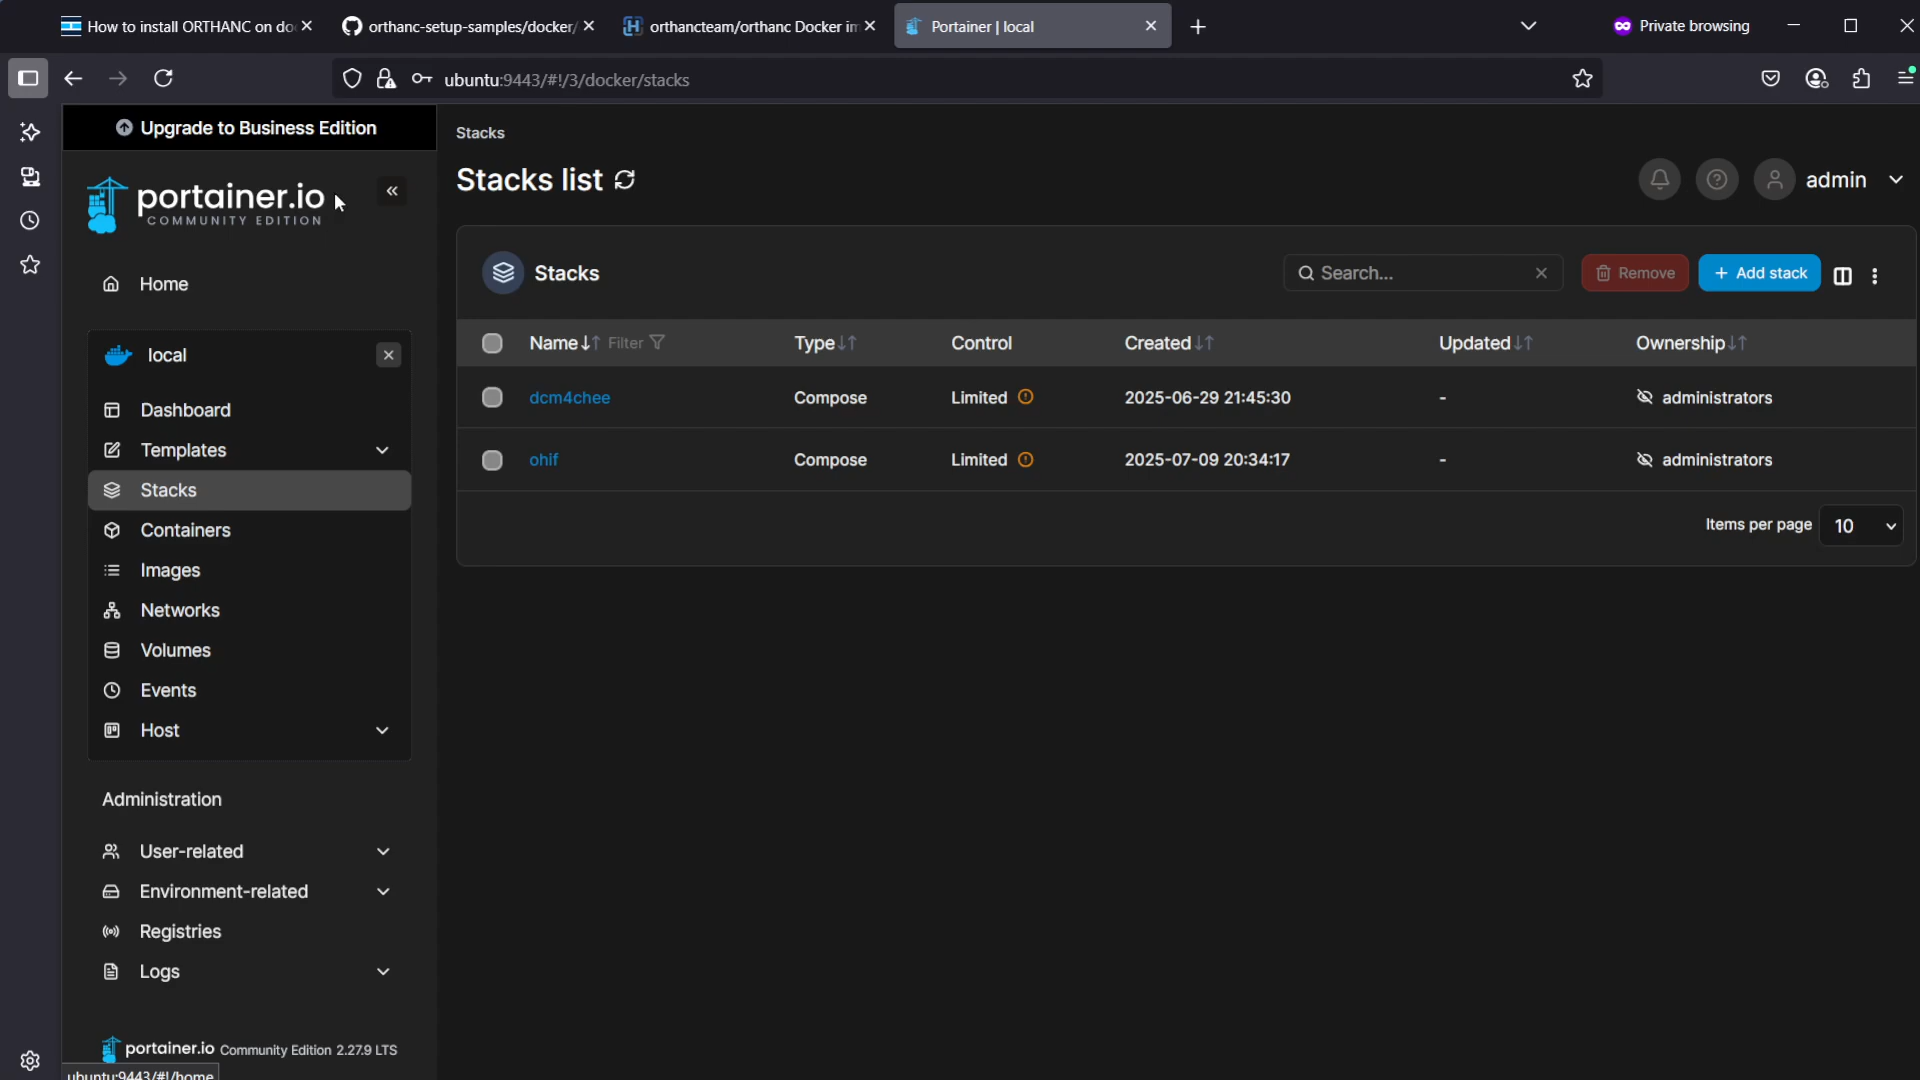 How to install ORTHANC on do
orthanc-setup-samples/docker/
orthancteam/orthanc Docker im
Portainer | local
Private browsing
ubuntu:9443/#!/3/docker/stacks
Upgrade to Business Edition
portainer.io
COMMUNITY EDITION
Home
local
Dashboard
Templates
Stacks
Containers
Images
Networks
Volumes
Events
Host
Administration
User-related
Environment-related
Registries
Logs
portainer.io Community Edition 2.27.9 LTS
ubuntu:9443/#!/home
Stacks
Stacks list
admin
Stacks
Search...
Remove
+ Add stack
Name Filter Type Control Created Updated Ownership
dcm4chee Compose Limited 2025-06-29 21:45:30 - administrators
ohif Compose Limited 2025-07-09 20:34:17 - administrators
Items per page 10